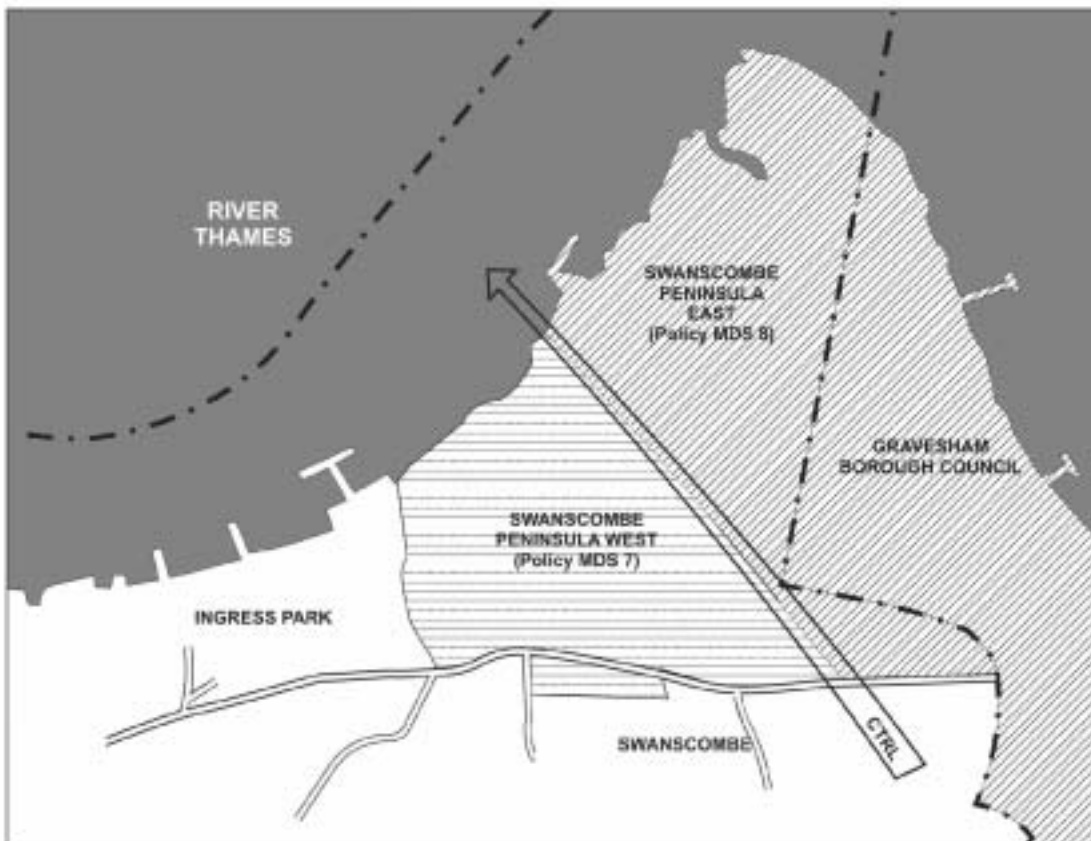 RIVER
THAMES
SWANSCOMBE
PENINSULA
EAST
(Policy MDS 8)
GRAVESHAM
BOROUGH COUNCIL
SWANSCOMBE
PENINSULA WEST
(Policy MDS 7)
INGRESS PARK
SWANSCOMBE
CTRL